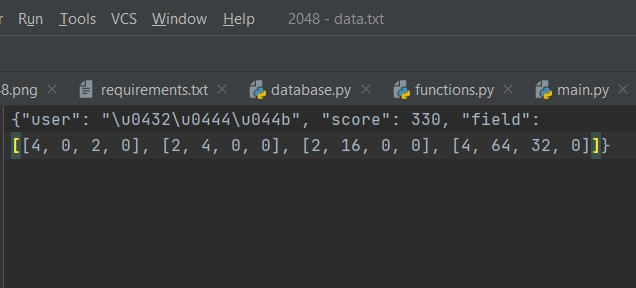 Run Tools VCS Window Help 2048 - data.txt
8.png requirements.txt database.py functions.py main.py
{"user": "\u0432\u0444\u044b", "score": 330, "field":
[[4, 0, 2, 0], [2, 4, 0, 0], [2, 16, 0, 0], [4, 64, 32, 0]]}